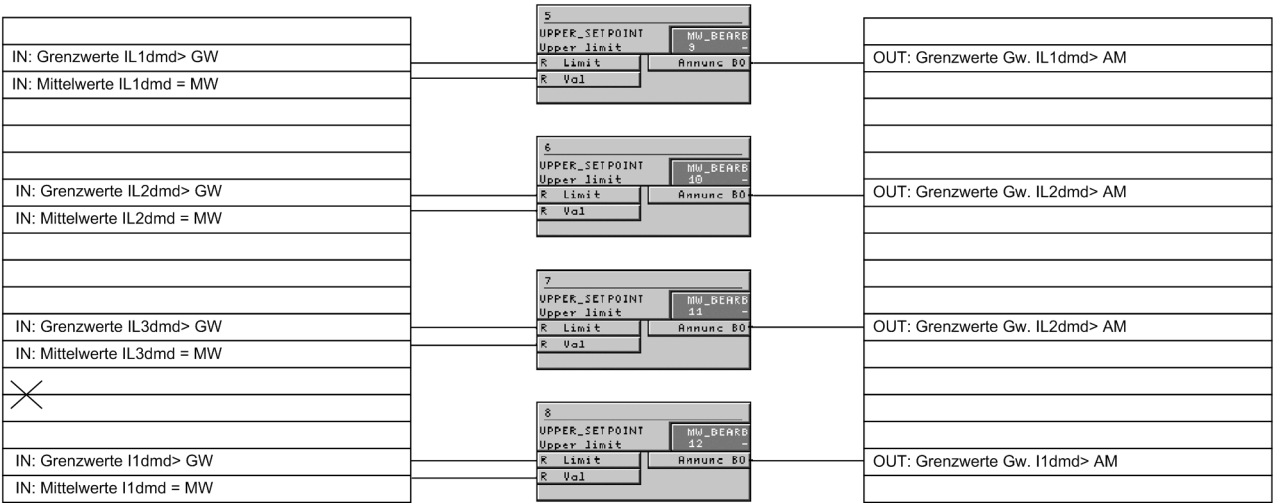 5
UPPER_SETPOINT MW_BEARB
Upper limit 9 -
IN: Grenzwerte IL1dmd> GW
R Limit Annunc BO
OUT: Grenzwerte Gw. IL1dmd> AM
IN: Mittelwerte IL1dmd = MW
R Val
6
UPPER_SETPOINT MW_BEARB
Upper limit 10 -
IN: Grenzwerte IL2dmd> GW
R Limit Annunc BO
OUT: Grenzwerte Gw. IL2dmd> AM
IN: Mittelwerte IL2dmd = MW
R Val
7
UPPER_SETPOINT MW_BEARB
Upper limit 11 -
IN: Grenzwerte IL3dmd> GW
R Limit Annunc BO
OUT: Grenzwerte Gw. IL2dmd> AM
IN: Mittelwerte IL3dmd = MW
R Val
8
UPPER_SETPOINT MW_BEARB
Upper limit 12 -
IN: Grenzwerte I1dmd> GW
R Limit Annunc BO
OUT: Grenzwerte Gw. I1dmd> AM
IN: Mittelwerte I1dmd = MW
R Val